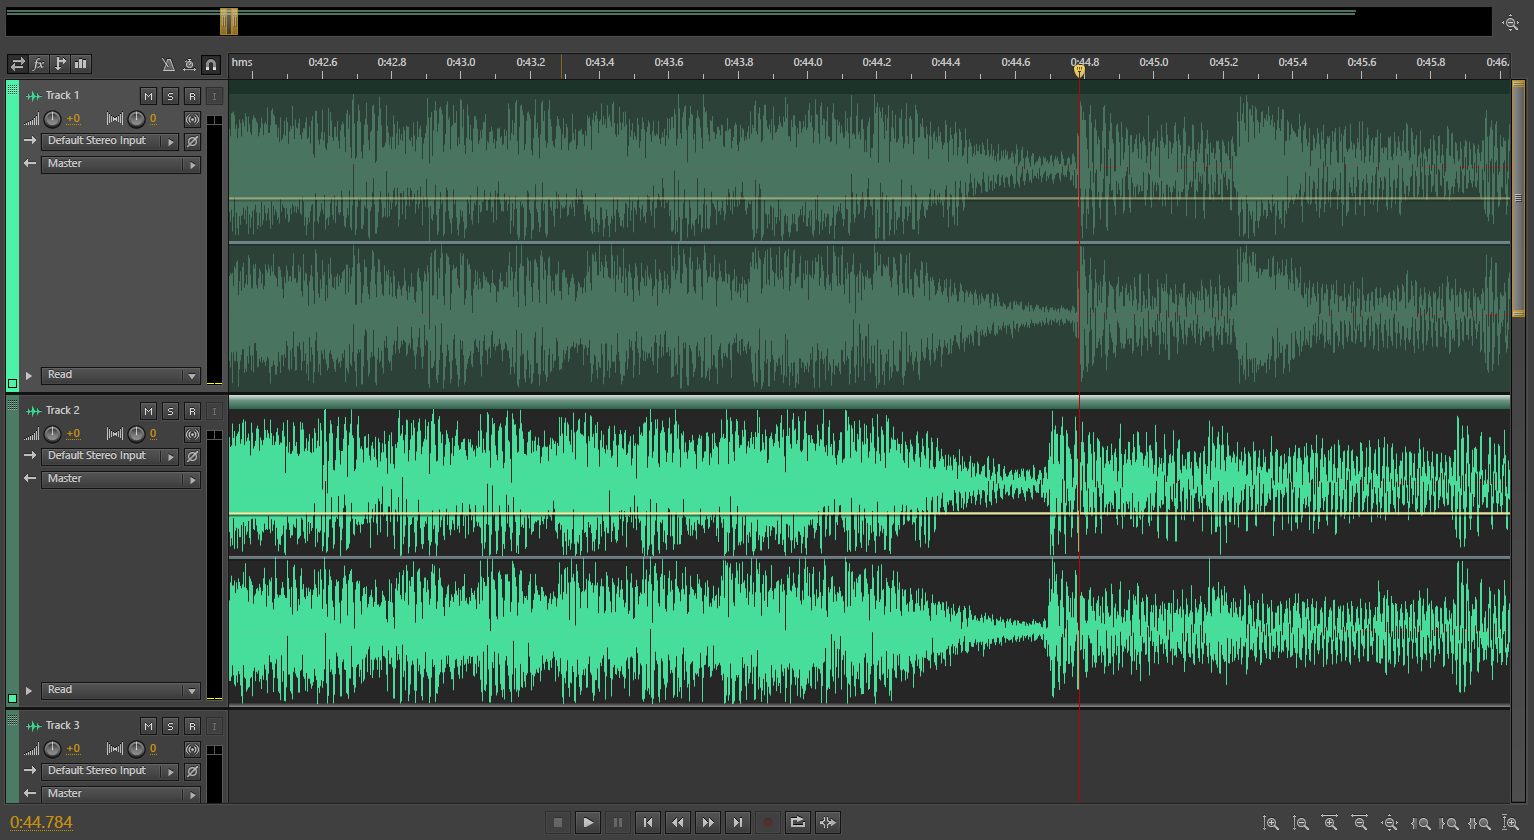 hms 0:42.6 0:42.8 0:43.0 0:43.2 0:43.4 0:43.6 0:43.8 0:44.0 0:44.2 0:44.4 0:44.6 0:44.8 0:45.0 0:45.2 0:45.4 0:45.6 0:45.8 0:46.
fx
Track 1 M S R I
+0 0
Default Stereo Input
Master
Read
Track 2 M S R I
+0 0
Default Stereo Input
Master
Read
Track 3 M S R I
+0 0
Default Stereo Input
Master
0:44.784